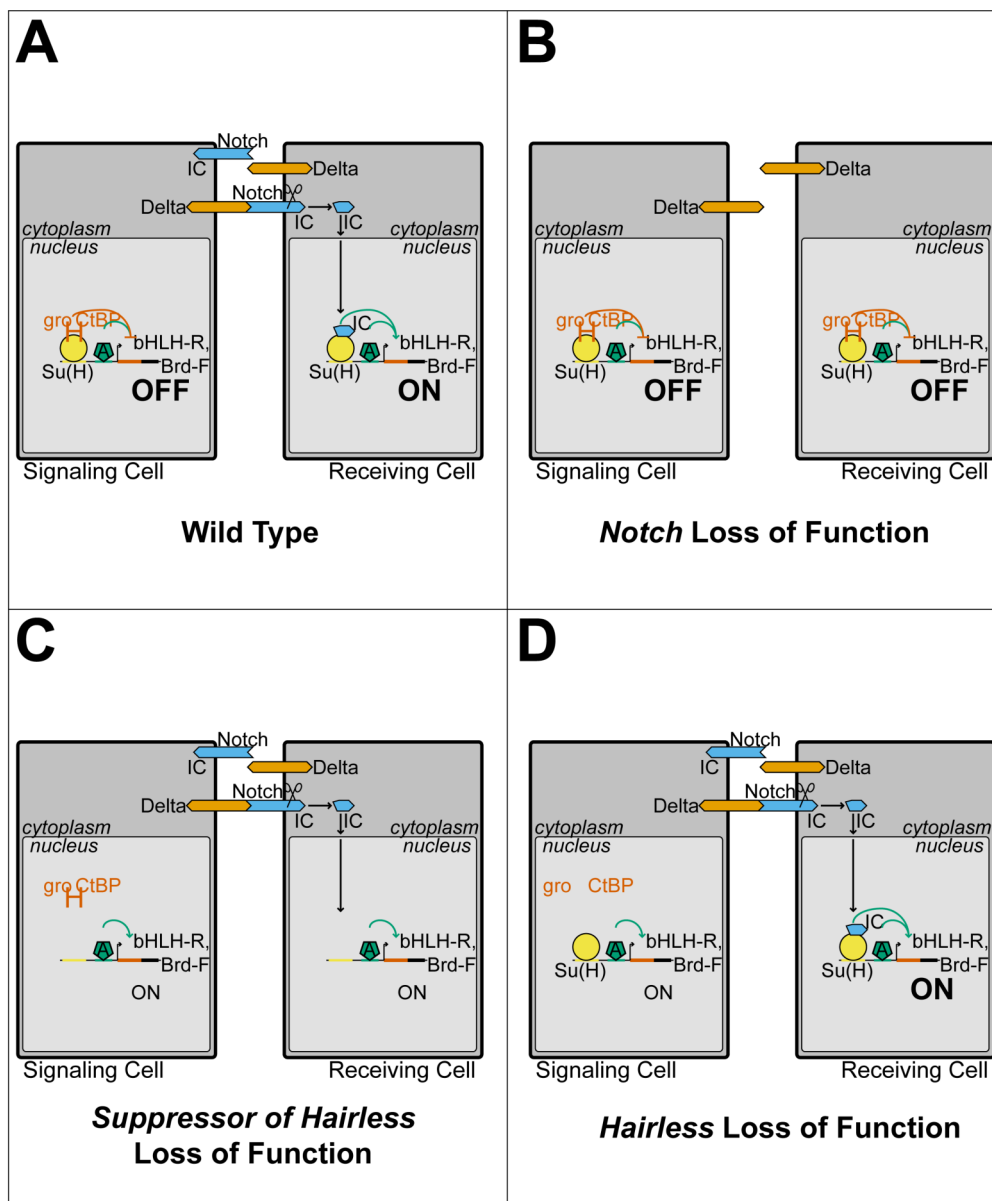 A
Notch
IC
Delta
Notch
Delta
IC
IC
cytoplasm
nucleus
cytoplasm
nucleus
gro CtBP
H
A
bHLH-R,
Brd-F
Su(H)
OFF
IC
A
bHLH-R,
Brd-F
Su(H)
ON
Signaling Cell
Receiving Cell
Wild Type
B
Delta
Delta
cytoplasm
nucleus
cytoplasm
nucleus
gro CtBP
H
A
bHLH-R,
Brd-F
Su(H)
OFF
gro CtBP
H
A
bHLH-R,
Brd-F
Su(H)
OFF
Signaling Cell
Receiving Cell
Notch Loss of Function
C
Notch
IC
Delta
Notch
Delta
IC
IC
cytoplasm
nucleus
cytoplasm
nucleus
gro CtBP
H
A
bHLH-R,
Brd-F
ON
A
bHLH-R,
Brd-F
ON
Signaling Cell
Receiving Cell
Suppressor of Hairless
Loss of Function
D
Notch
IC
Delta
Notch
Delta
IC
IC
cytoplasm
nucleus
cytoplasm
nucleus
gro CtBP
A
bHLH-R,
Brd-F
Su(H)
ON
IC
A
bHLH-R,
Brd-F
Su(H)
ON
Signaling Cell
Receiving Cell
Hairless Loss of Function